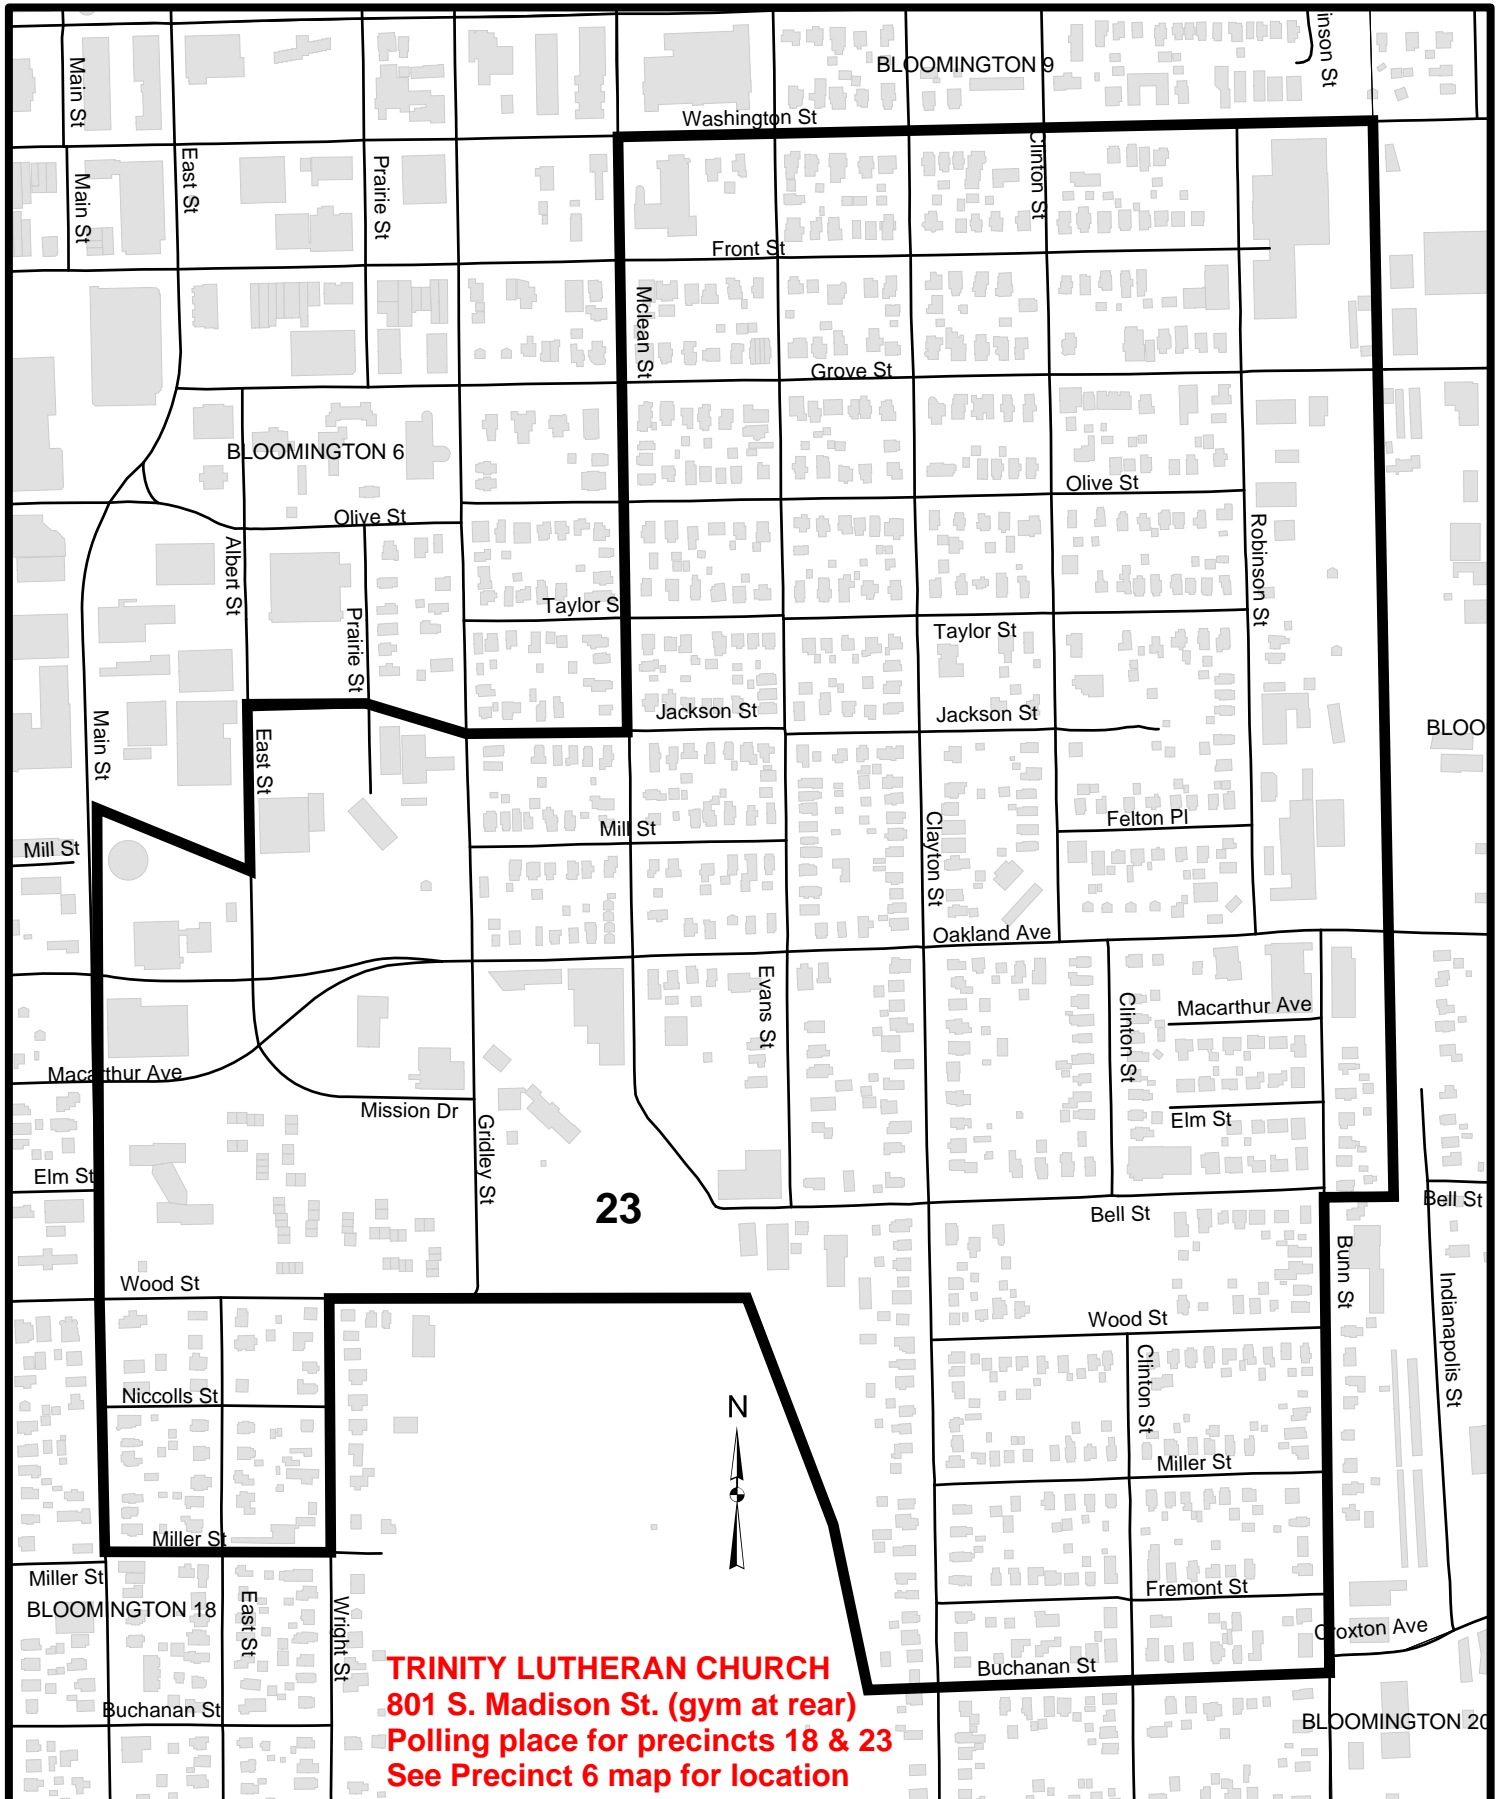 inson St
BLOOMINGTON 9
Main St
Washington St
East St
Prairie St
Clinton St
Main St
Front St
Mclean St
Grove St
BLOOMINGTON 6
Olive St
Olive St
Albert St
Robinson St
Prairie St
Taylor S
Taylor St
Jackson St
Jackson St
Main St
East St
BLOO
Felton Pl
Mill St
Mill St
Clayton St
Oakland Ave
Evans St
Clinton St
Macarthur Ave
Macarthur Ave
Mission Dr
Elm St
Gridley St
Elm St
23
Bell St
Bell St
Bunn St
Wood St
Indianapolis St
Wood St
Clinton St
Niccolls St
N
Miller St
Miller St
Miller St
Fremont St
BLOOMINGTON 18
East St
Wright St
Croxton Ave
Buchanan St
TRINITY LUTHERAN CHURCH
801 S. Madison St. (gym at rear)
Buchanan St
Polling place for precincts 18 & 23
BLOOMINGTON 20
See Precinct 6 map for location